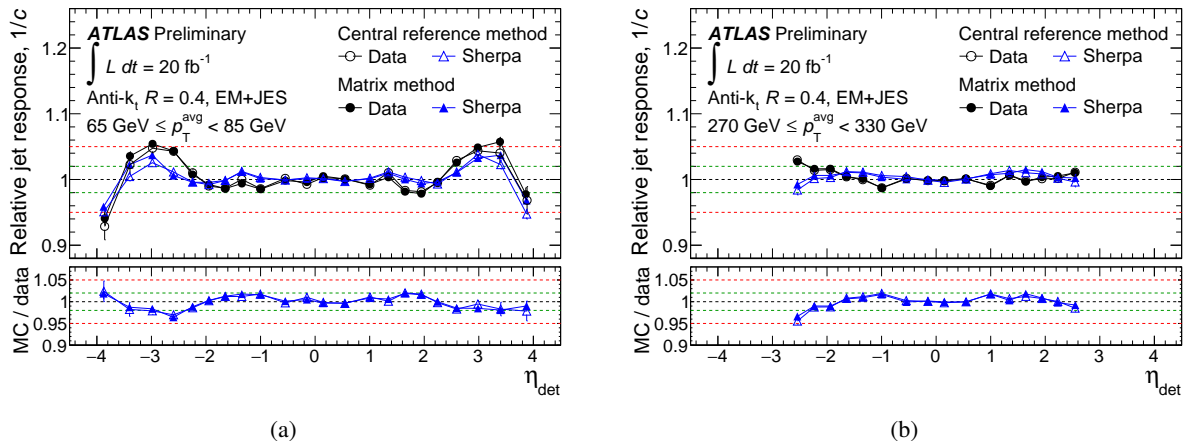 ATLAS Preliminary
∫ L dt = 20 fb⁻¹
Anti-kₜ R = 0.4, EM+JES
65 GeV ≤ p_T^avg < 85 GeV
Central reference method
Data Sherpa
Matrix method
Data Sherpa
Relative jet response, 1/c
1.2
1.1
1
0.9
MC / data
1.05
1
0.95
0.9
−4 −3 −2 −1 0 1 2 3 4
η_det
(a)
ATLAS Preliminary
∫ L dt = 20 fb⁻¹
Anti-kₜ R = 0.4, EM+JES
270 GeV ≤ p_T^avg < 330 GeV
Central reference method
Data Sherpa
Matrix method
Data Sherpa
Relative jet response, 1/c
1.2
1.1
1
0.9
MC / data
1.05
1
0.95
0.9
−4 −3 −2 −1 0 1 2 3 4
η_det
(b)